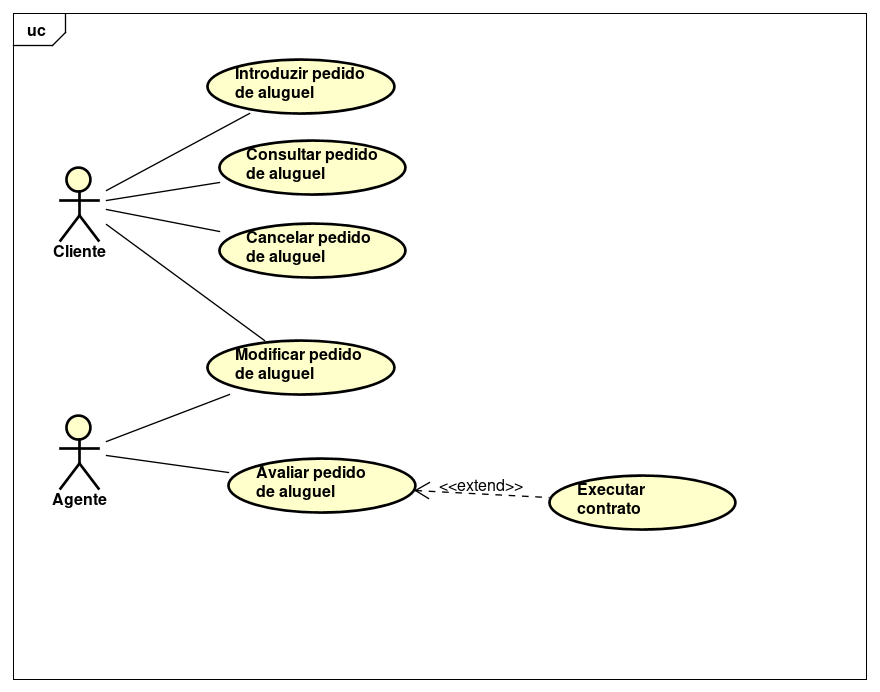 uc
Introduzir pedido
de aluguel
Consultar pedido
de aluguel
Cancelar pedido
de aluguel
Cliente
Modificar pedido
de aluguel
Avaliar pedido
de aluguel
<<extend>>
Executar
contrato
Agente